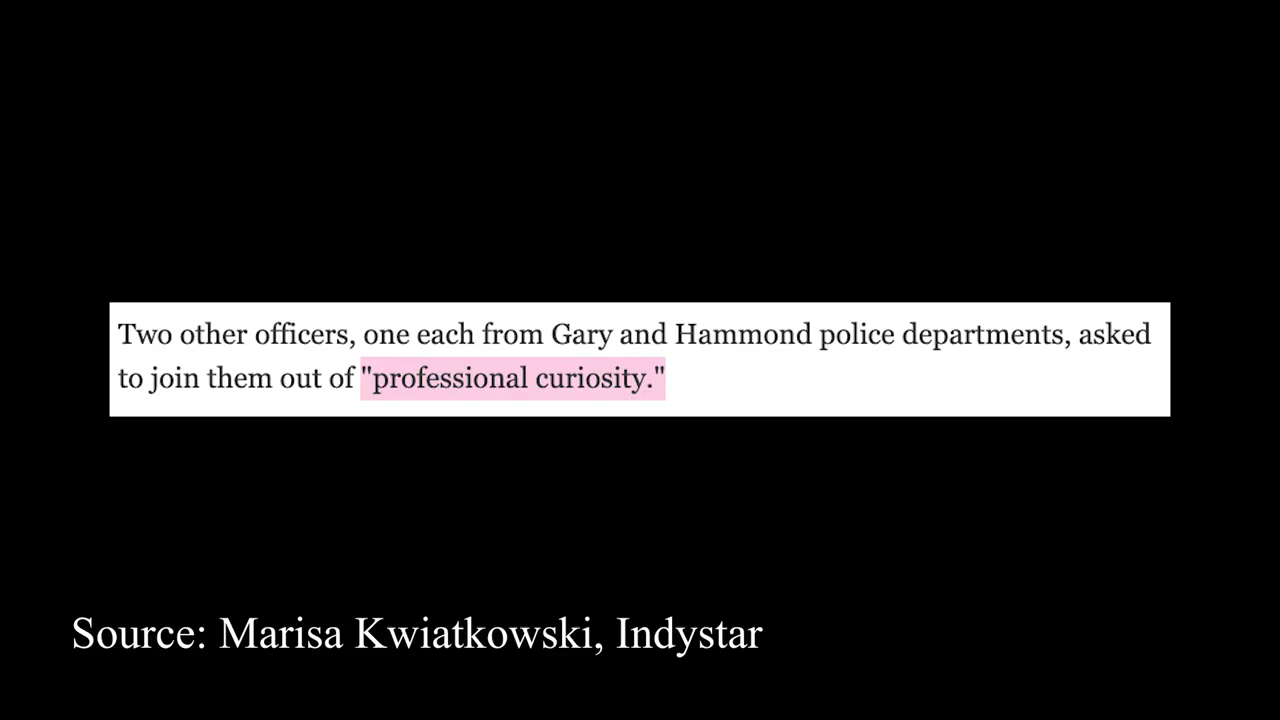 Two other officers, one each from Gary and Hammond police departments, asked
to join them out of "professional curiosity."
Source: Marisa Kwiatkowski, Indystar